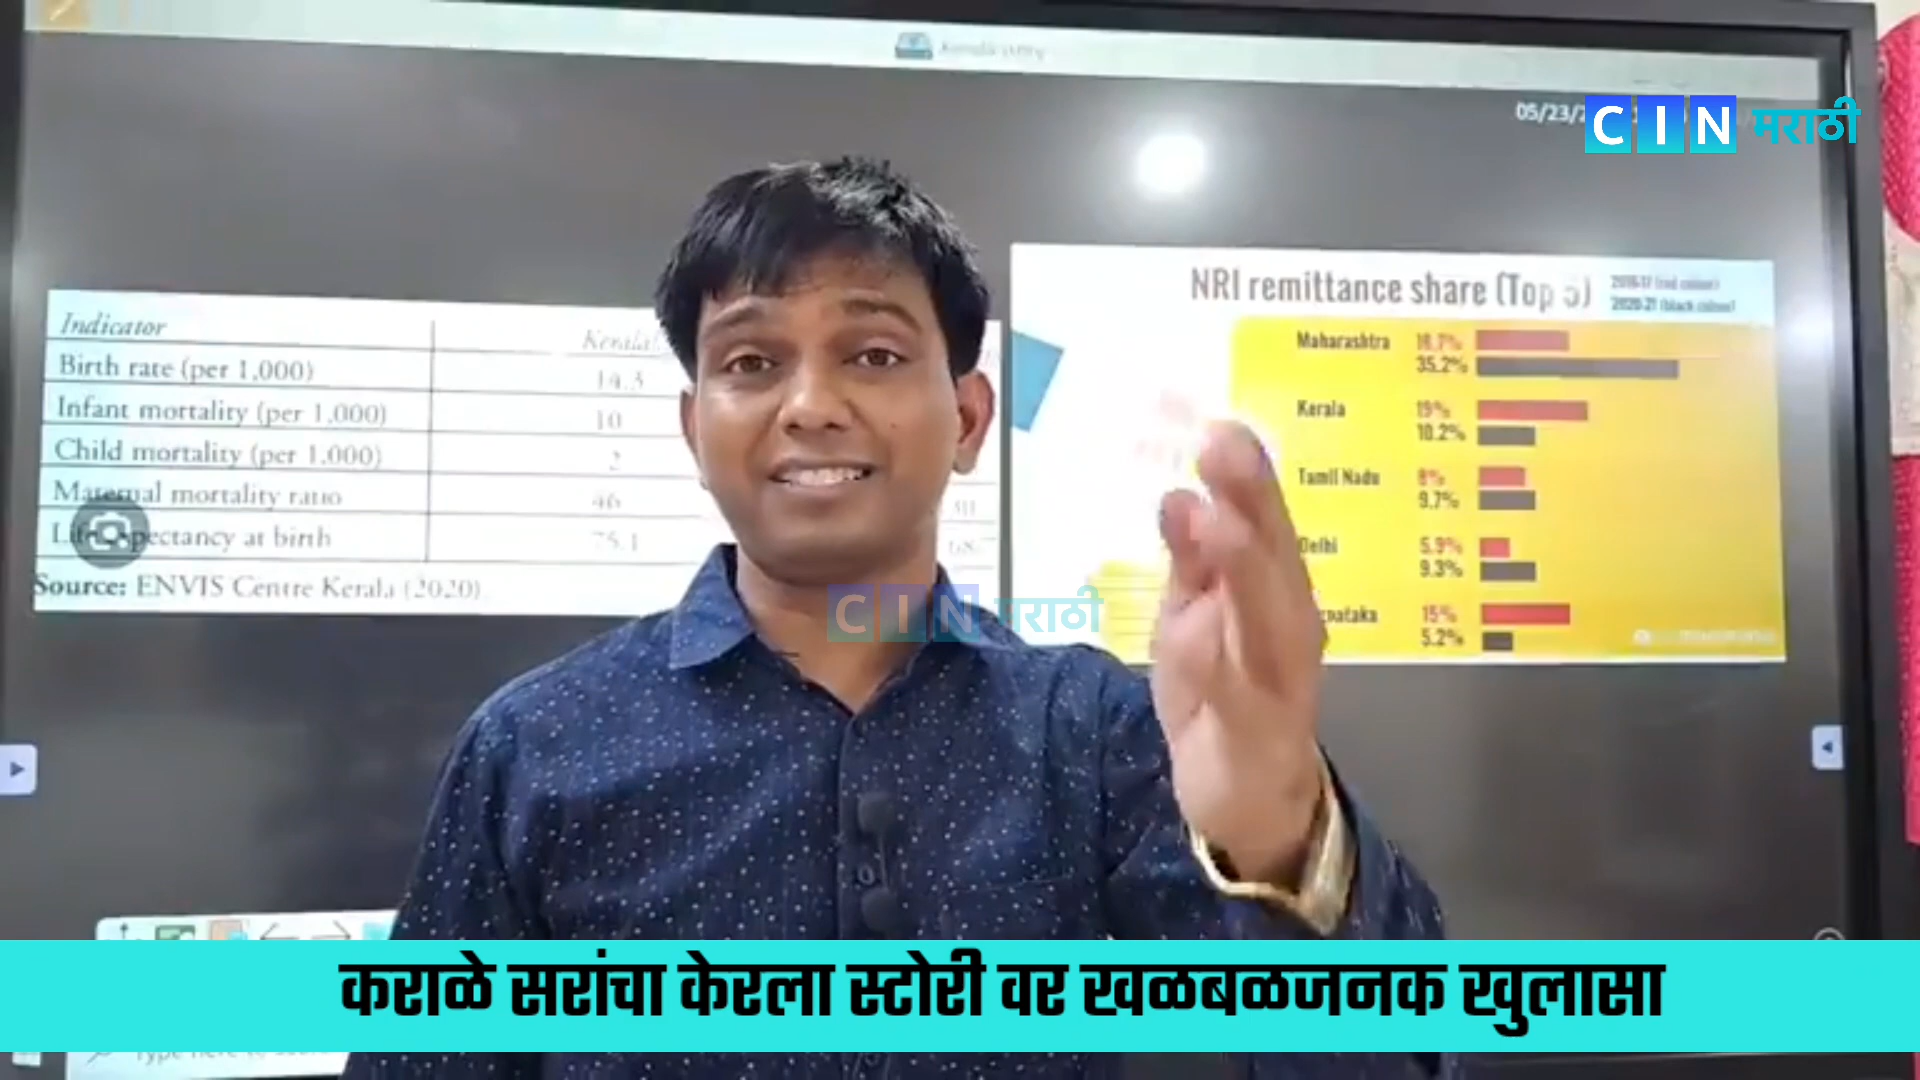 05/23/
CIN मराठी
Indicator
Birth rate (per 1,000) 14.3
Infant mortality (per 1,000) 10
Child mortality (per 1,000) 2
Maternal mortality ratio 46
pectancy at birth 75.1
Source: ENVIS Centre Kerala (2020)
NRI remittance share (Top 5)
Maharashtra 16.7%
35.2%
Kerala 19%
10.2%
Tamil Nadu 8%
9.7%
Delhi 5.9%
9.3%
nataka 15%
5.2%
CIN मराठी
कराळे सरांचा केरला स्टोरी वर खळबळजनक खुलासा